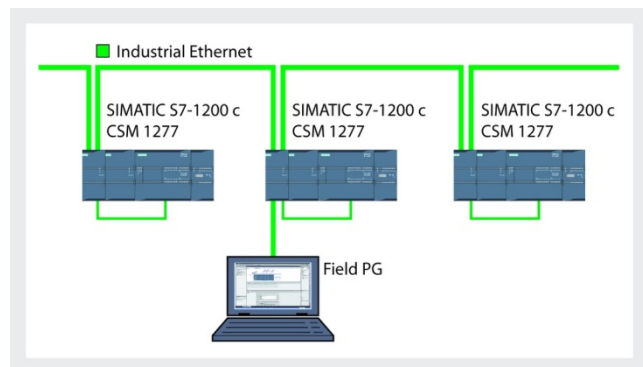 Industrial Ethernet
SIMATIC S7-1200 c
CSM 1277
SIMATIC S7-1200 c
CSM 1277
SIMATIC S7-1200 c
CSM 1277
Field PG